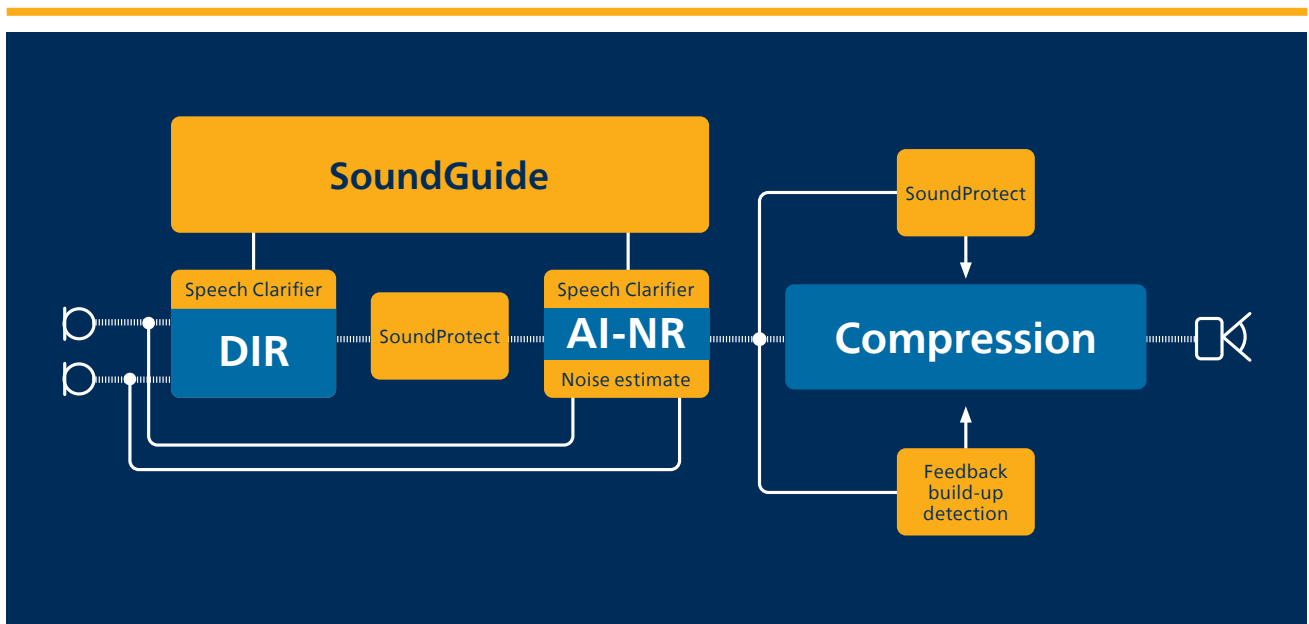 SoundGuide
Speech Clarifier
DIR
SoundProtect
Speech Clarifier
AI-NR
Noise estimate
SoundProtect
Compression
Feedback
build-up
detection